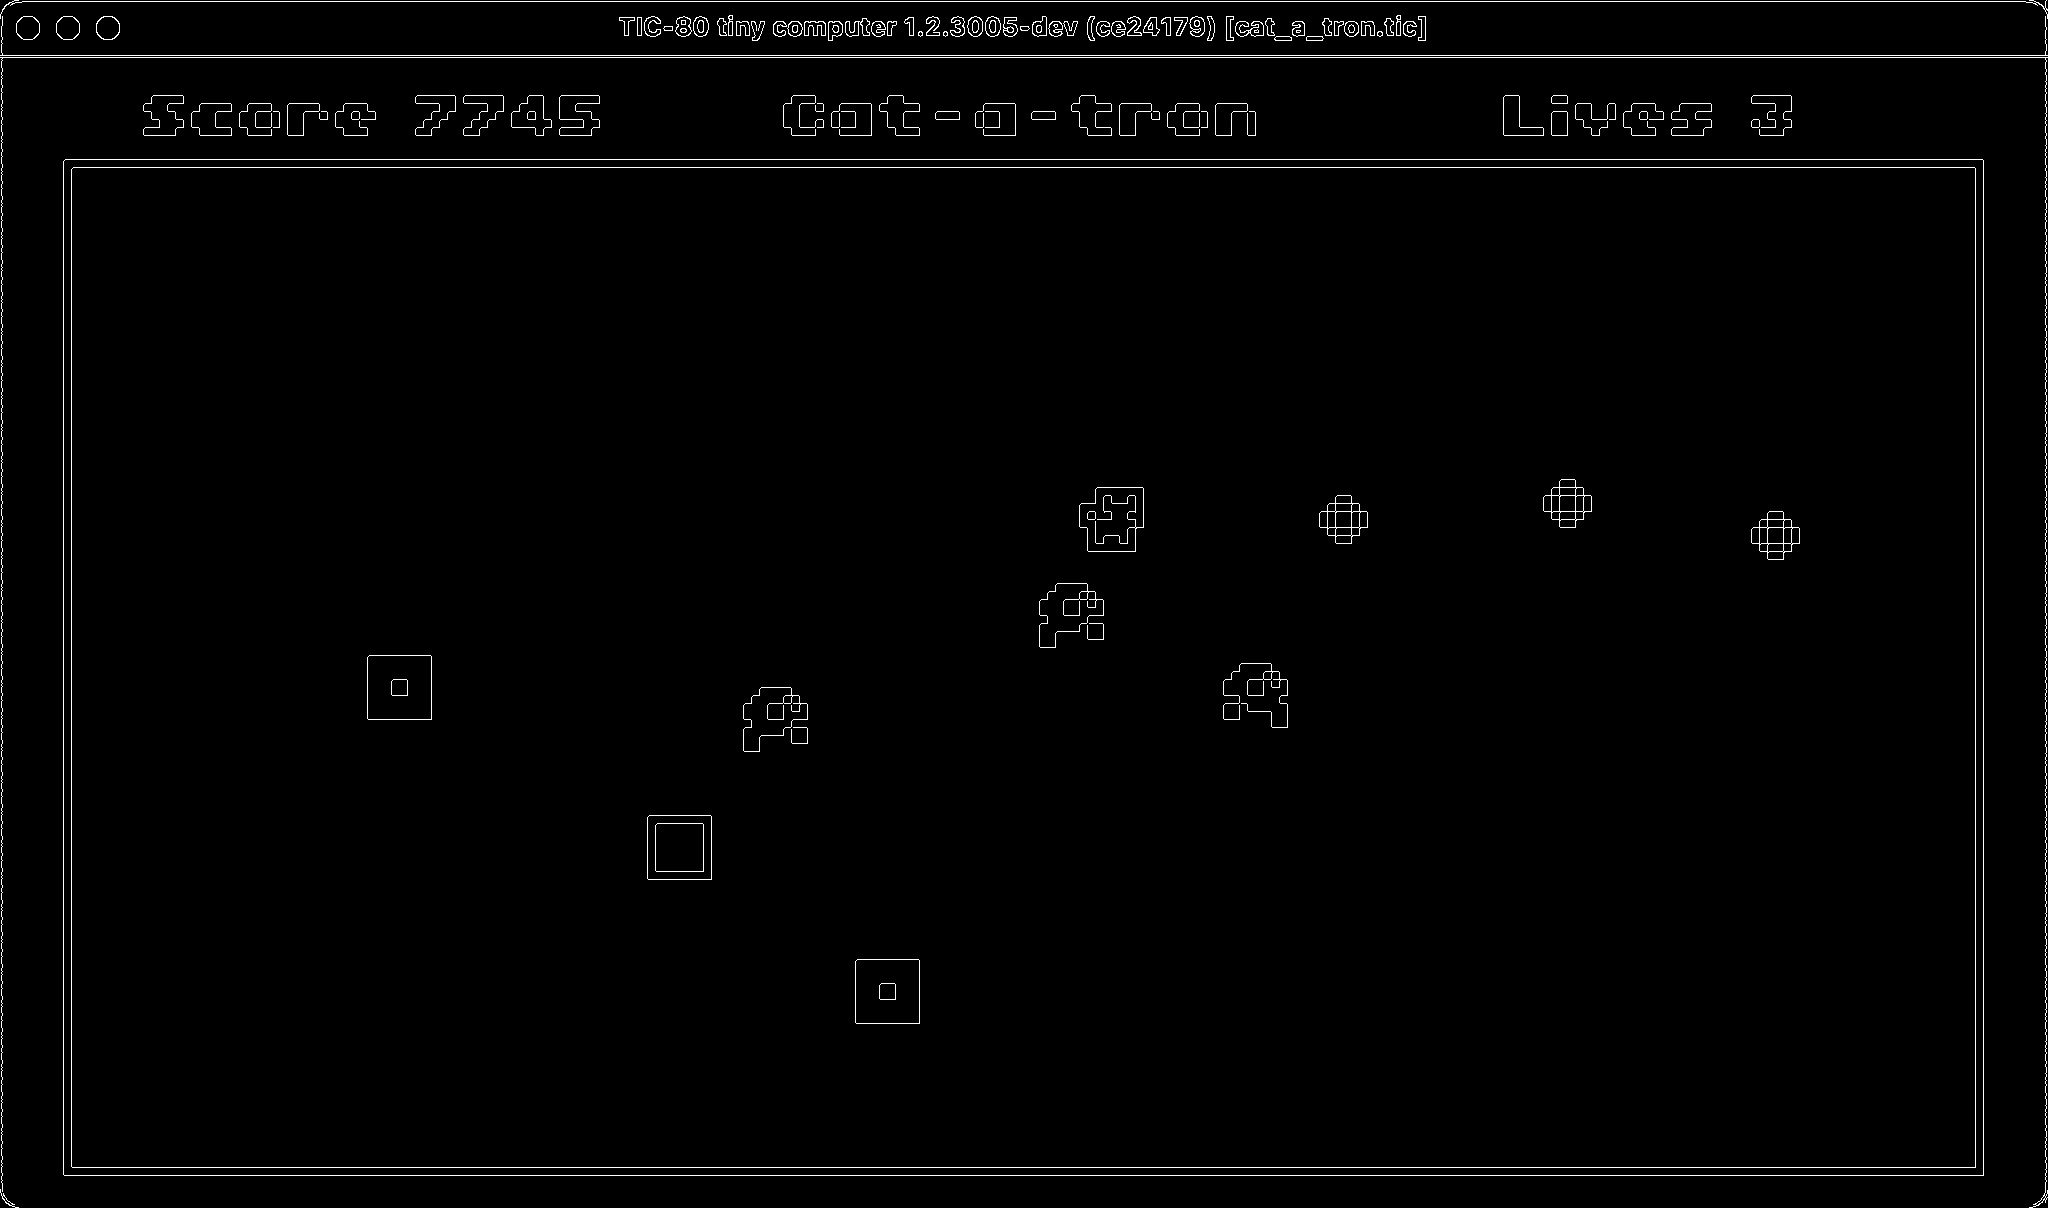 TIC-80 tiny computer 1.2.3005-dev (ce24179) [cat_a_tron.tic]
Score 7745 Cat-a-tron Lives 3